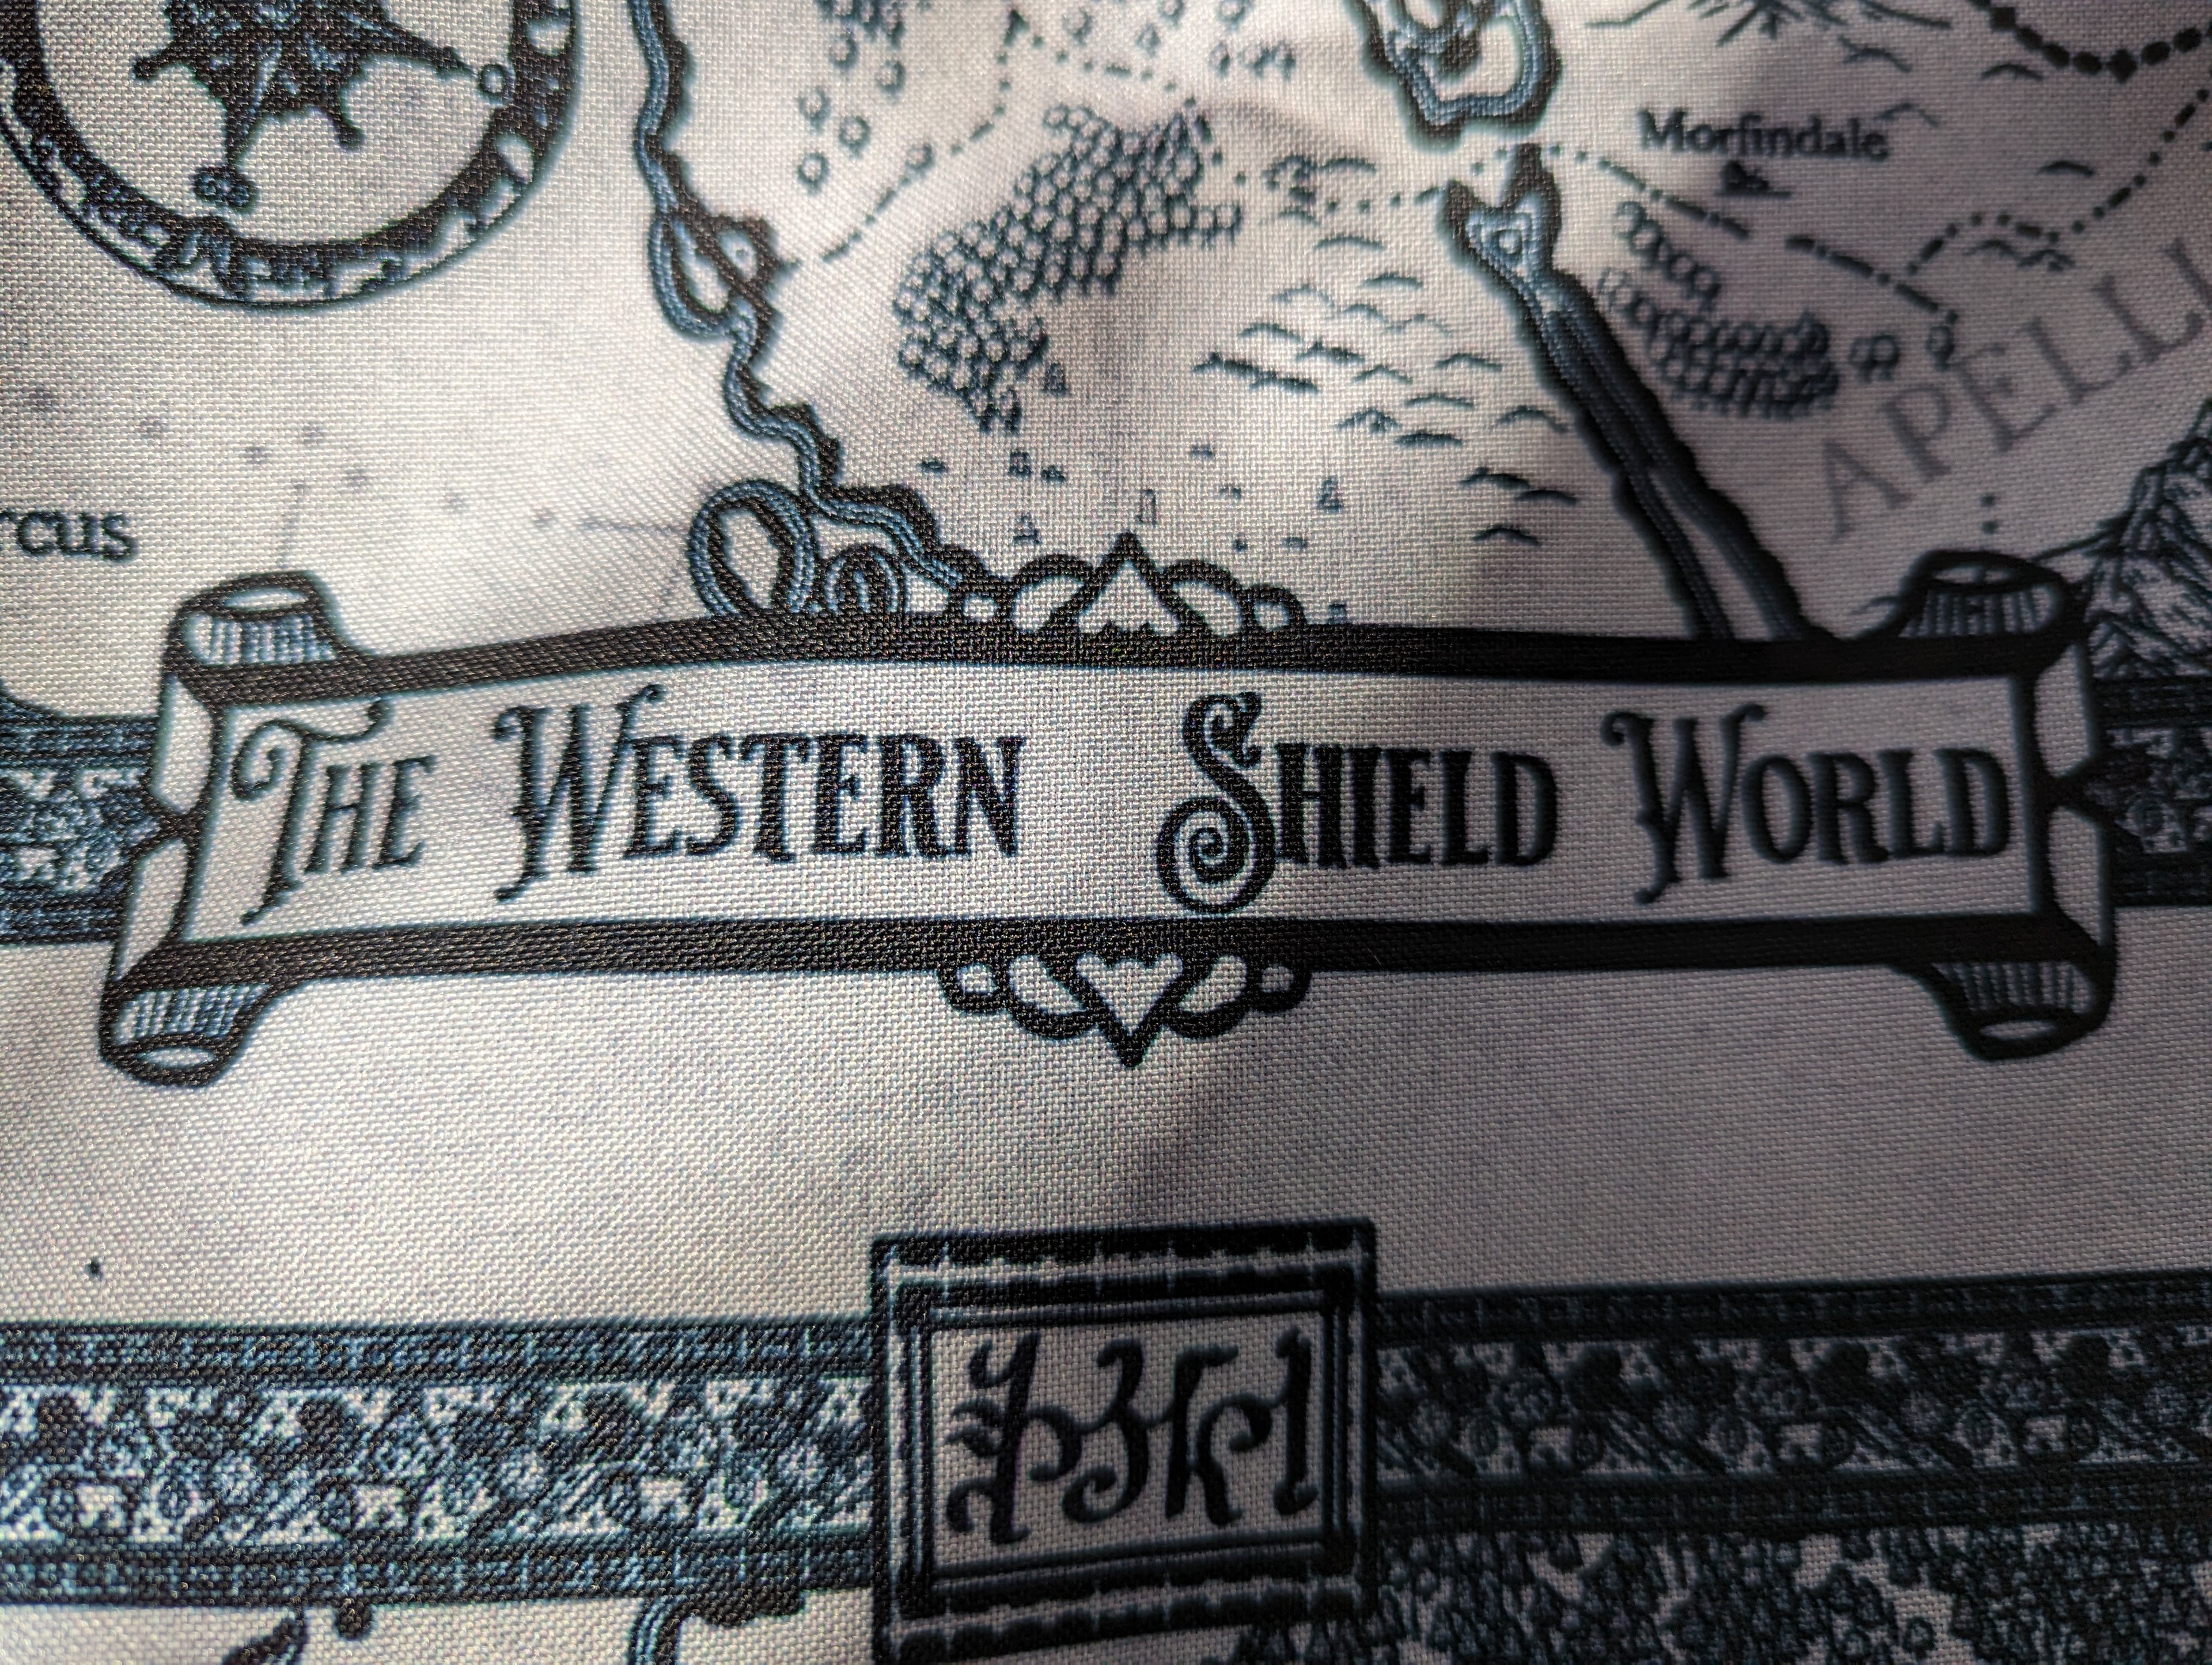 Morfindale
APELL
rcus
The Western Shield World